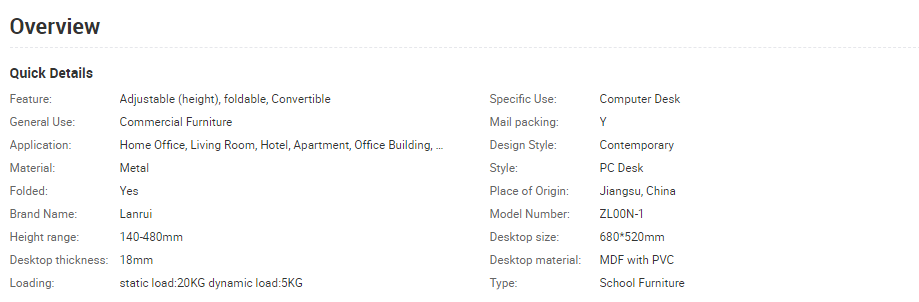 Overview
Quick Details
Feature: Adjustable (height), foldable, Convertible Specific Use: Computer Desk
General Use: Commercial Furniture Mail packing: Y
Application: Home Office, Living Room, Hotel, Apartment, Office Building, ... Design Style: Contemporary
Material: Metal Style: PC Desk
Folded: Yes Place of Origin: Jiangsu, China
Brand Name: Lanrui Model Number: ZL00N-1
Height range: 140-480mm Desktop size: 680*520mm
Desktop thickness: 18mm Desktop material: MDF with PVC
Loading: static load:20KG dynamic load:5KG Type: School Furniture